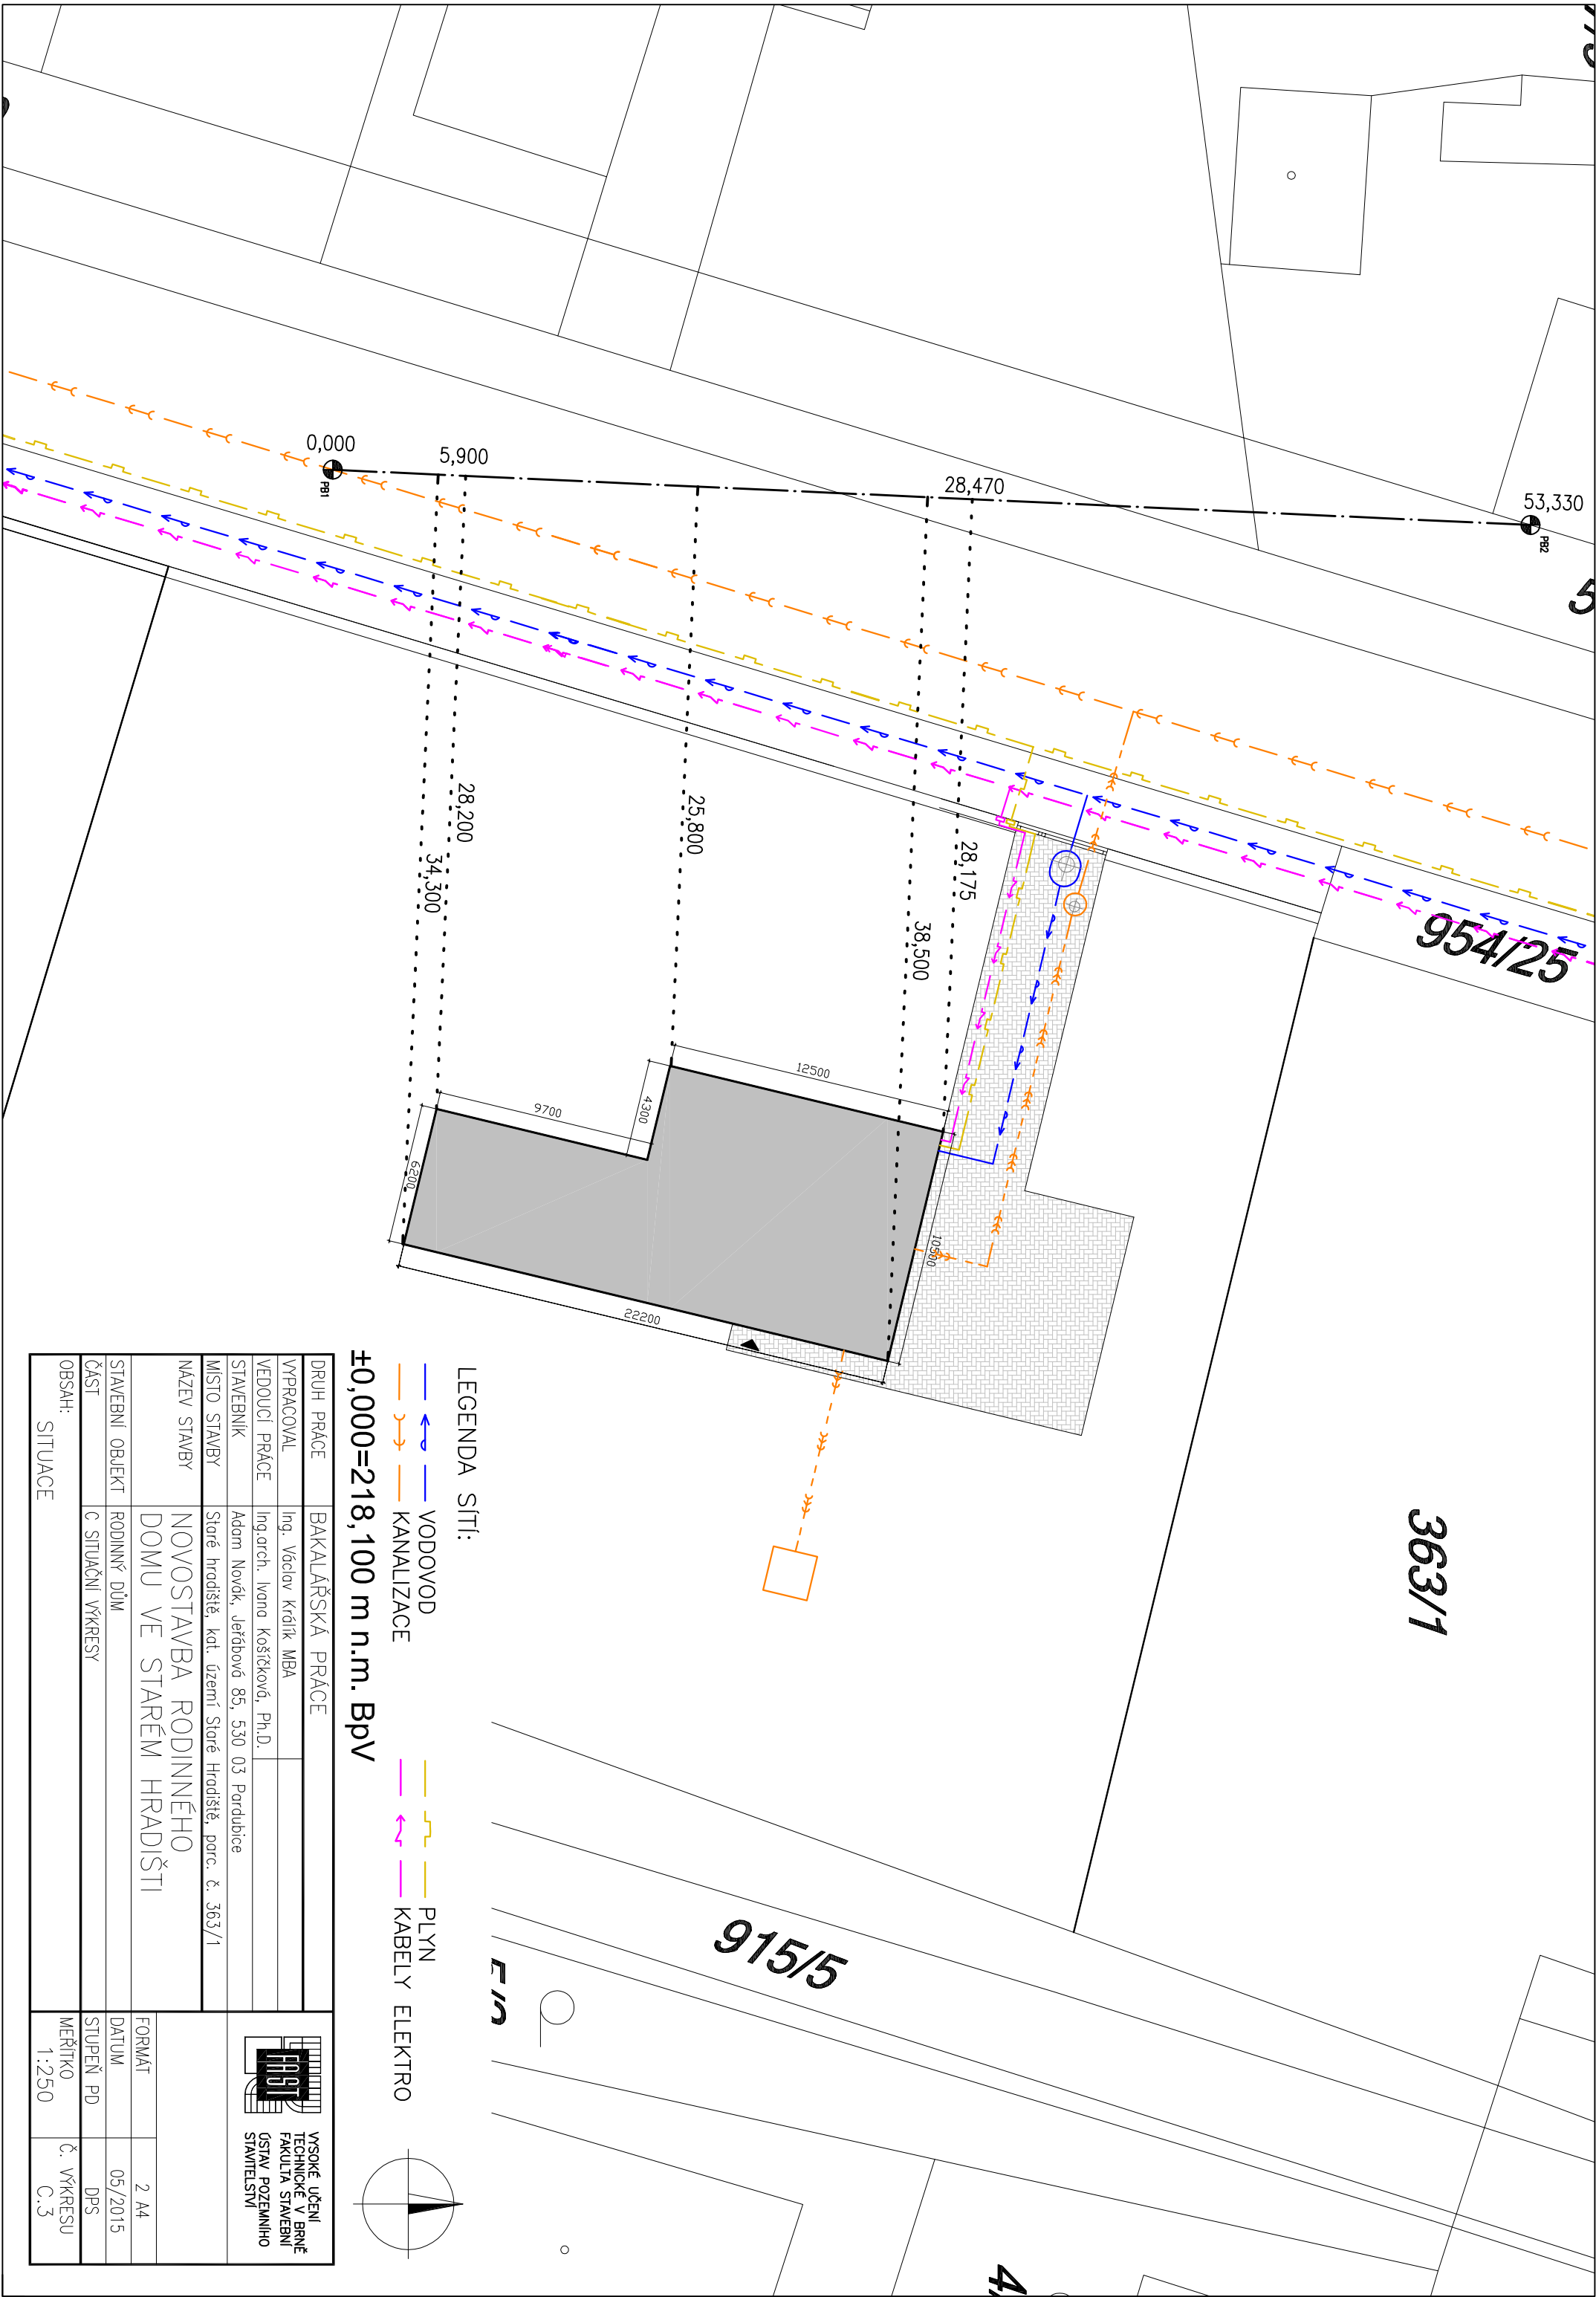 954/25
363/1
915/5
0,000
PB1
5,900
28,470
53,330
PB2
28,200
34,300
25,800
28,175
38,500
12500
4300
9700
6200
10500
22200
LEGENDA SÍTÍ:
VODOVOD
KANALIZACE
PLYN
KABELY ELEKTRO
±0,000=218,100 m n.m. BpV
DRUH PRÁCE BAKALÁŘSKÁ PRÁCE
VYPRACOVAL Ing. Václav Králík MBA
VEDOUCÍ PRÁCE Ing.arch. Ivana Košíčková, Ph.D.
STAVEBNÍK Adam Novák, Jeřábová 85, 530 03 Pardubice
MÍSTO STAVBY Staré hradiště, kat. území Staré Hradiště, parc. č. 363/1
NÁZEV STAVBY NOVOSTAVBA RODINNÉHO
DOMU VE STARÉM HRADIŠTI
STAVEBNÍ OBJEKT RODINNÝ DŮM
ČÁST C SITUAČNÍ VÝKRESY
OBSAH:
SITUACE
FAST
VYSOKÉ UČENÍ
TECHNICKÉ V BRNĚ
FAKULTA STAVEBNÍ
ÚSTAV POZEMNÍHO
STAVITELSTVÍ
FORMÁT 2 A4
DATUM 05/2015
STUPEŇ PD DPS
MEŘÍTKO Č. VÝKRESU
1:250 C.3